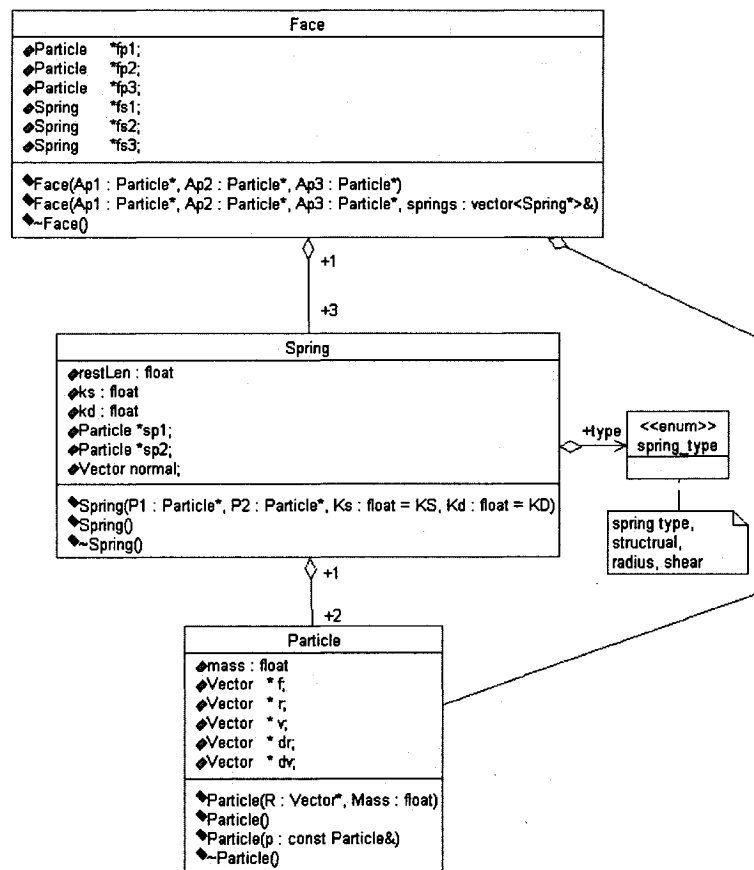 Face
Particle *fp1;
Particle *fp2;
Particle *fp3;
Spring *fs1;
Spring *fs2;
Spring *fs3;
Face(Ap1 : Particle*, Ap2 : Particle*, Ap3 : Particle*)
Face(Ap1 : Particle*, Ap2 : Particle*, Ap3 : Particle*, springs : vector<Spring*>&)
~Face()
+1
+3
Spring
restLen : float
ks : float
kd : float
Particle *sp1;
Particle *sp2;
Vector normal;
Spring(P1 : Particle*, P2 : Particle*, Ks : float = KS, Kd : float = KD)
Spring()
~Spring()
+type
<<enum>>
spring_type
spring type,
structrual,
radius, shear
+1
+2
Particle
mass : float
Vector * f;
Vector * r;
Vector * v;
Vector * dr;
Vector * dv;
Particle(R : Vector*, Mass : float)
Particle()
Particle(p : const Particle&)
~Particle()